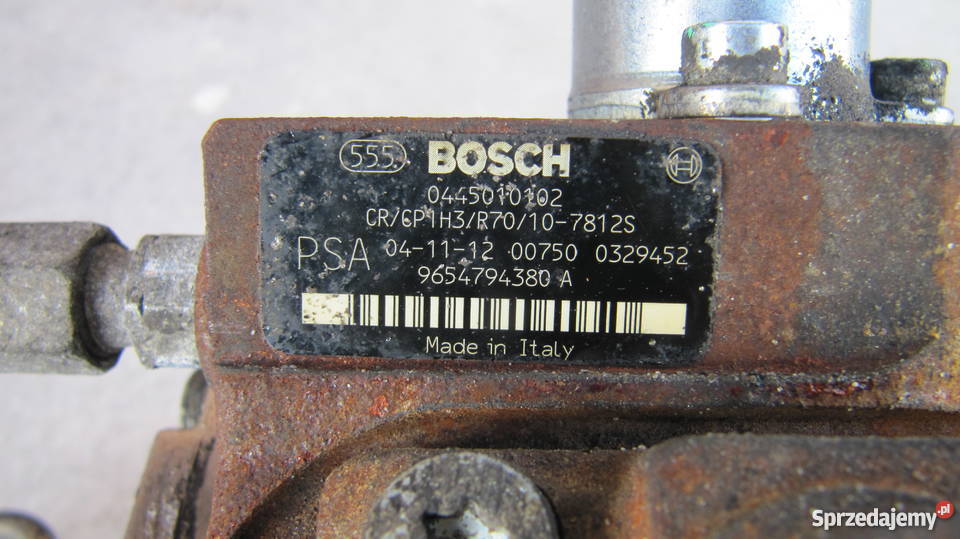 555 BOSCH
0445010102
CR/CP1H3/R70/10-7812S
PSA 04-11-12 00750 0329452
9654794380 A
Made in Italy
Sprzedajemy.pl